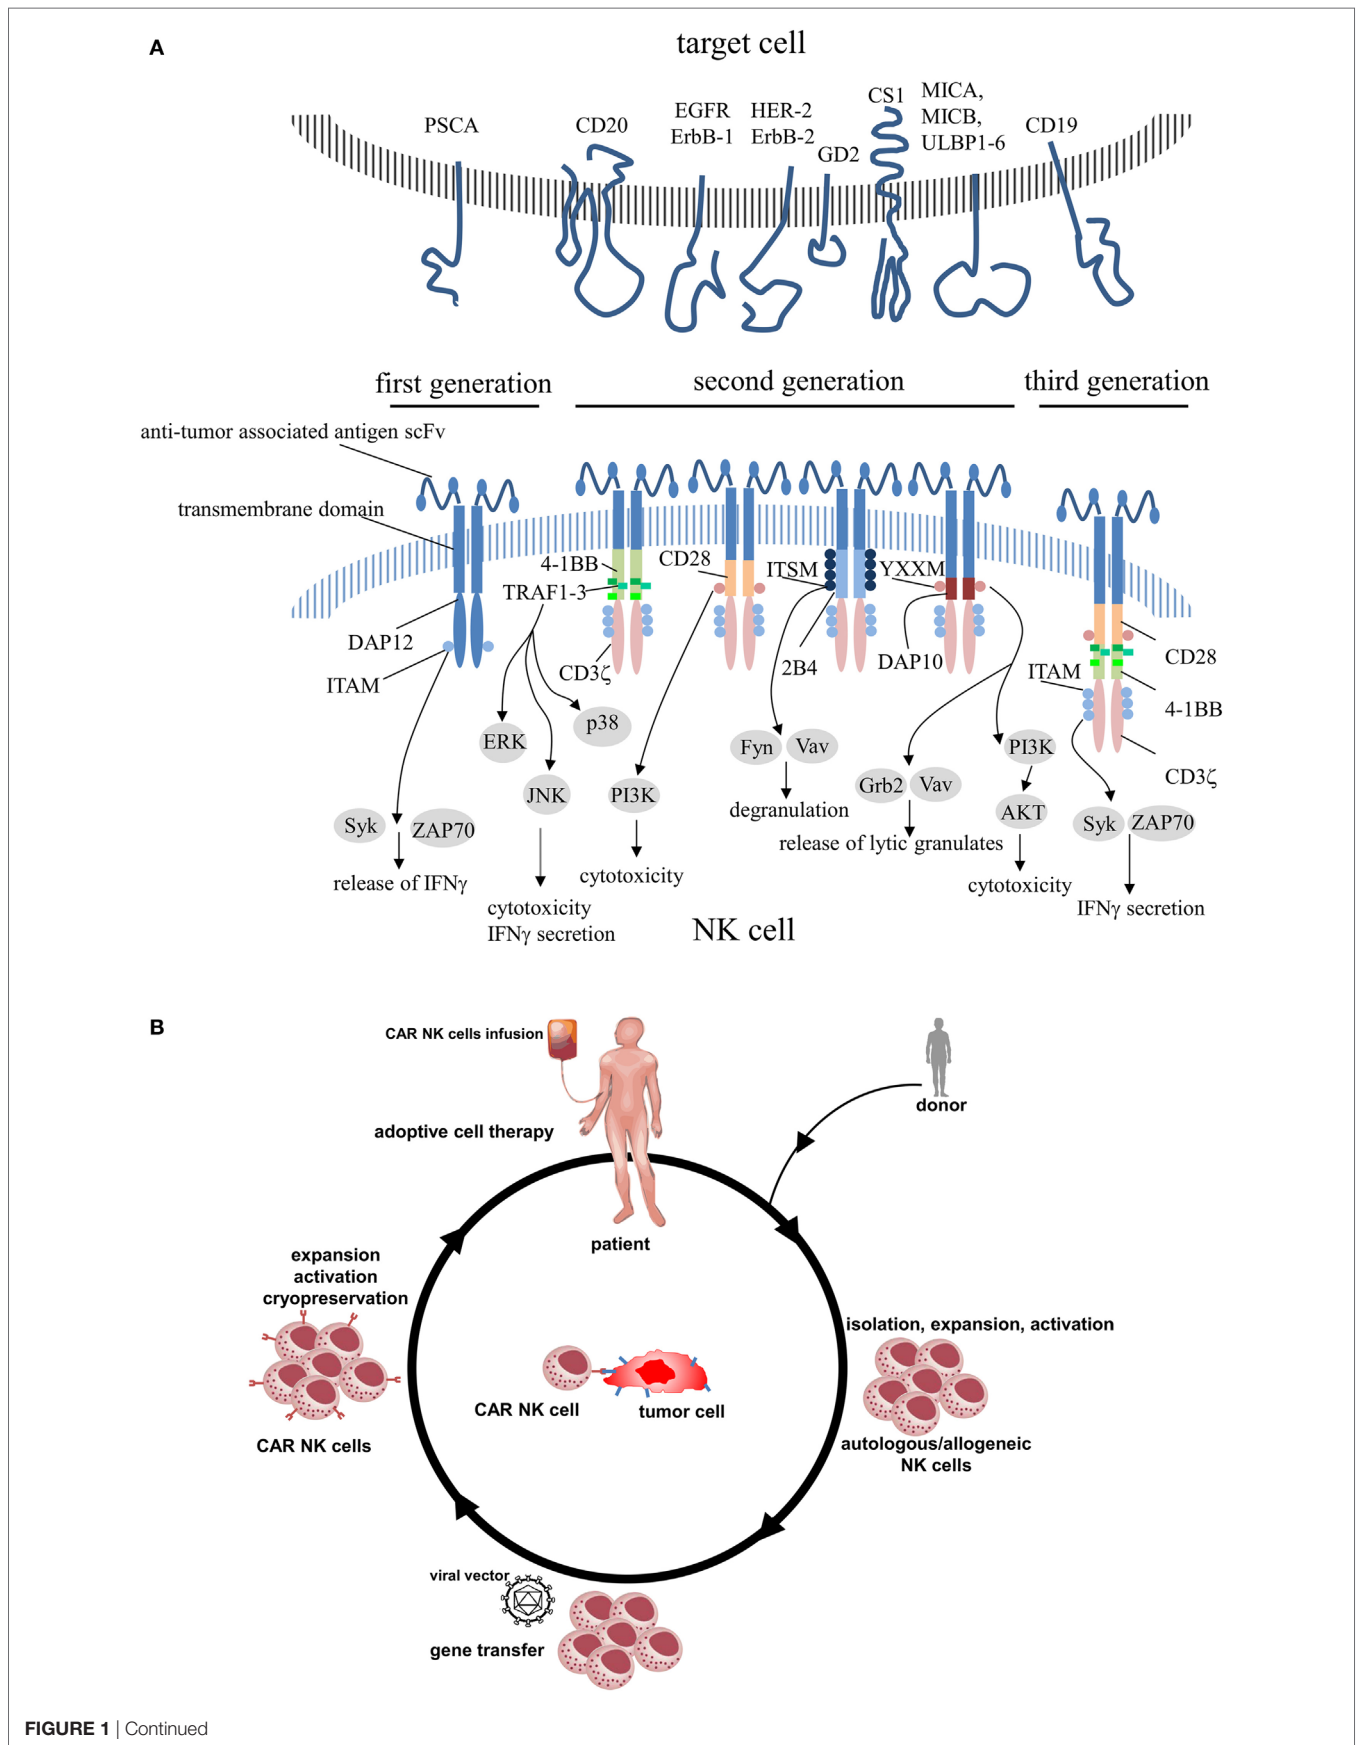 A
target cell
PSCA
CD20
EGFR
ErbB-1
HER-2
ErbB-2
GD2
CS1
MICA,
MICB,
ULBP1-6
CD19
first generation
second generation
third generation
anti-tumor associated antigen scFv
transmembrane domain
DAP12
ITAM
4-1BB
TRAF1-3
CD3ζ
CD28
ITSM
2B4
YXXM
DAP10
ITAM
CD28
4-1BB
CD3ζ
ERK
p38
JNK
PI3K
Fyn
Vav
degranulation
Grb2
Vav
release of lytic granulates
PI3K
AKT
cytotoxicity
Syk
ZAP70
IFNγ secretion
Syk
ZAP70
release of IFNγ
cytotoxicity
IFNγ secretion
cytotoxicity
NK cell
B
CAR NK cells infusion
adoptive cell therapy
patient
donor
isolation, expansion, activation
autologous/allogeneic
NK cells
expansion
activation
cryopreservation
CAR NK cells
CAR NK cell
tumor cell
viral vector
gene transfer
FIGURE 1 | Continued